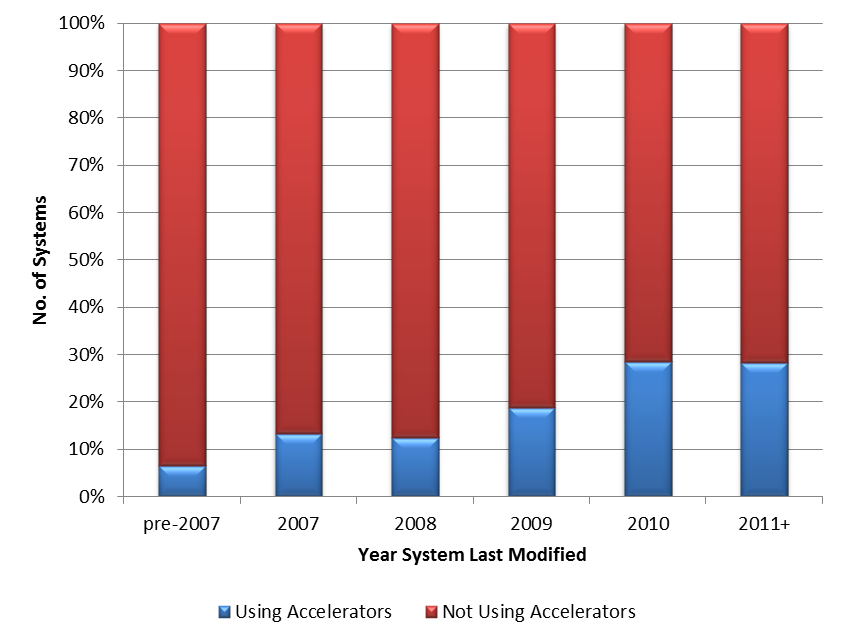 100%
90%
80%
70%
60%
50%
40%
30%
20%
10%
0%
No. of Systems
pre-2007 2007 2008 2009 2010 2011+
Year System Last Modified
Using Accelerators Not Using Accelerators